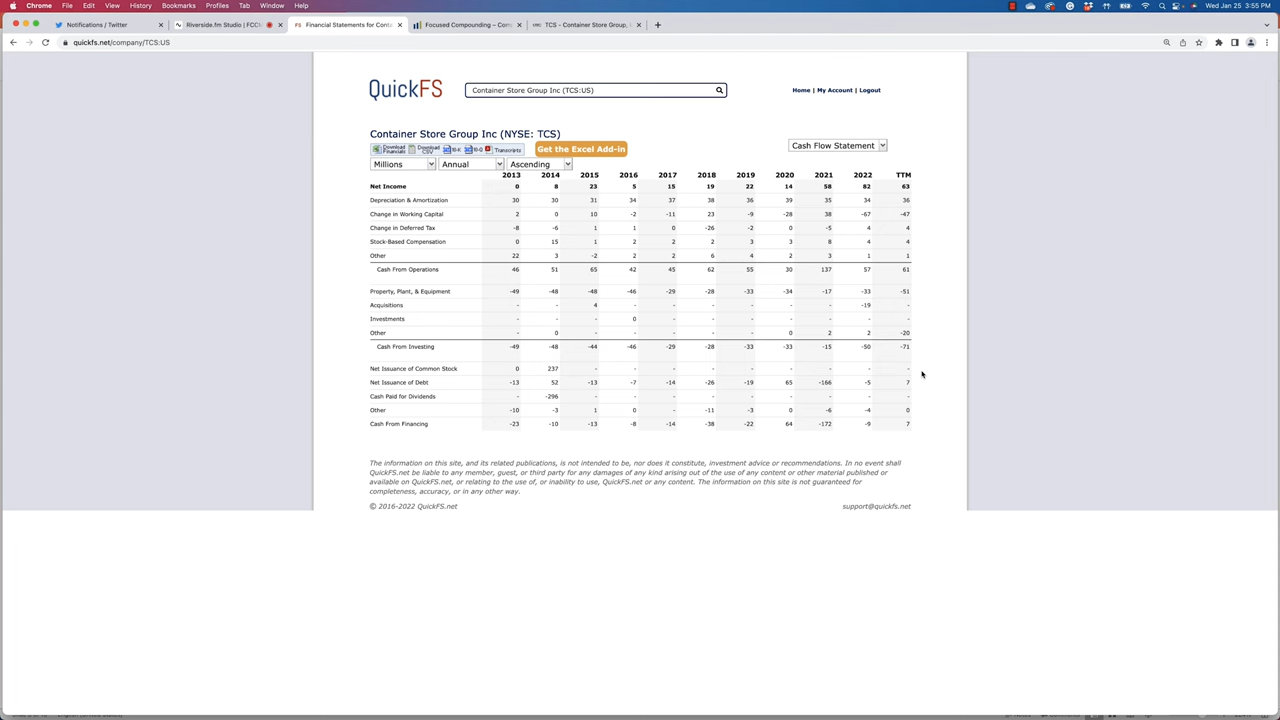 Chrome File Edit View History Bookmarks Profiles Tab Window Help Wed Jan 25 3:55 PM
Notifications / Twitter × Riverside.fm Studio | FCC × Financial Statements for Contai × Focused Compounding – Com × TCS - Container Store Group, × +
quickfs.net/company/TCS:US
QuickFS Container Store Group Inc (TCS:US) Home | My Account | Logout
Container Store Group Inc (NYSE: TCS)
Download Financials Download CSV 10-K 10-Q Transcripts Get the Excel Add-in Cash Flow Statement
Millions Annual Ascending
2013 2014 2015 2016 2017 2018 2019 2020 2021 2022 TTM
Net Income 0 8 23 5 15 19 22 14 58 82 63
Depreciation & Amortization 30 30 31 34 37 38 36 39 35 34 36
Change in Working Capital 2 0 10 -2 -11 23 -9 -28 38 -67 -47
Change in Deferred Tax -8 -6 1 1 0 -26 -2 0 -5 4 4
Stock-Based Compensation 0 15 1 2 2 2 3 3 8 4 4
Other 22 3 -2 2 2 6 4 2 3 1 1
Cash From Operations 46 51 65 42 45 62 55 30 137 57 61
Property, Plant, & Equipment -49 -48 -48 -46 -29 -28 -33 -34 -17 -33 -51
Acquisitions - - 4 - - - - - - -19 -
Investments - - - 0 - - - - - - -
Other - 0 - - - - - 0 2 2 -20
Cash From Investing -49 -48 -44 -46 -29 -28 -33 -33 -15 -50 -71
Net Issuance of Common Stock 0 237 - - - - - - - - -
Net Issuance of Debt -13 52 -13 -7 -14 -26 -19 65 -166 -5 7
Cash Paid for Dividends - -296 - - - - - - - - -
Other -10 -3 1 0 - -11 -3 0 -6 -4 0
Cash From Financing -23 -10 -13 -8 -14 -38 -22 64 -172 -9 7
The information on this site, and its related publications, is not intended to be, nor does it constitute, investment advice or recommendations. In no event shall
QuickFS.net be liable to any member, guest, or third party for any damages of any kind arising out of the use of any content or other material published or
available on QuickFS.net, or relating to the use of, or inability to use, QuickFS.net or any content. The information on this site is not guaranteed for
completeness, accuracy, or in any other way.
© 2016-2022 QuickFS.net support@quickfs.net